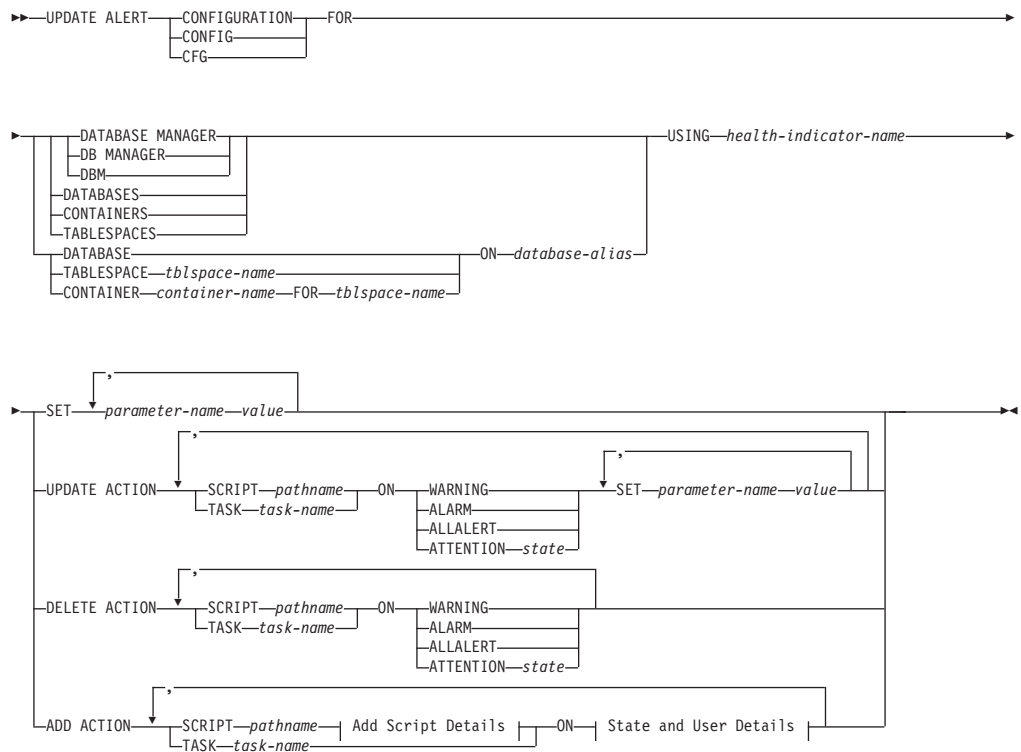 UPDATE ALERT CONFIGURATION FOR
CONFIG
CFG
DATABASE MANAGER USING health-indicator-name
DB MANAGER
DBM
DATABASES
CONTAINERS
TABLESPACES
DATABASE ON database-alias
TABLESPACE tblspace-name
CONTAINER container-name FOR tblspace-name
,
SET parameter-name value
,
,
UPDATE ACTION SCRIPT pathname ON WARNING SET parameter-name value
TASK task-name ALARM
ALLALERT
ATTENTION state
,
DELETE ACTION SCRIPT pathname ON WARNING
TASK task-name ALARM
ALLALERT
ATTENTION state
,
ADD ACTION SCRIPT pathname Add Script Details ON State and User Details
TASK task-name